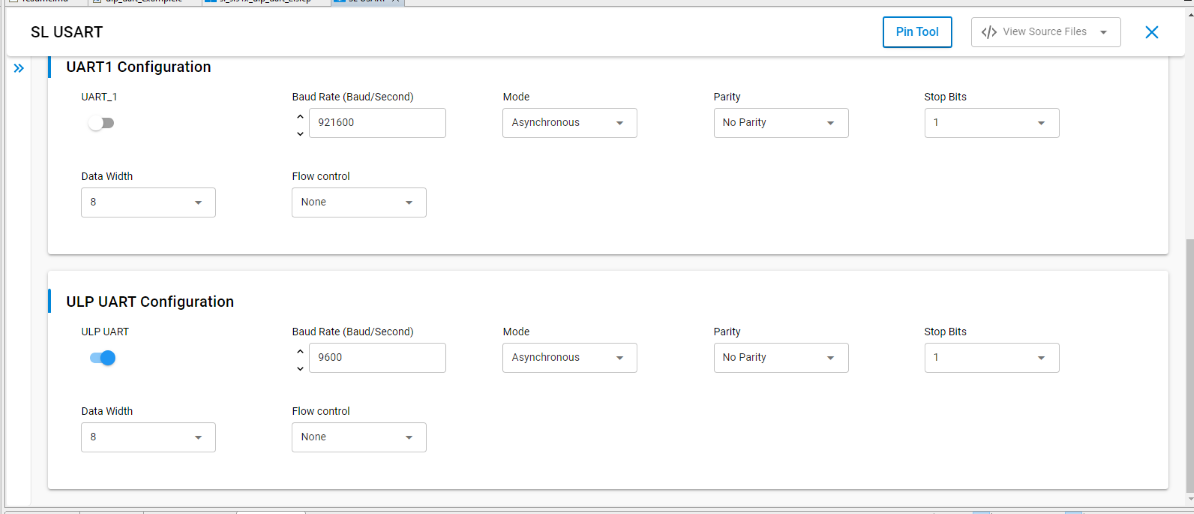 SL USART
Pin Tool
</> View Source Files
UART1 Configuration
UART_1
Baud Rate (Baud/Second)
Mode
Parity
Stop Bits
921600
Asynchronous
No Parity
1
Data Width
Flow control
8
None
ULP UART Configuration
ULP UART
Baud Rate (Baud/Second)
Mode
Parity
Stop Bits
9600
Asynchronous
No Parity
1
Data Width
Flow control
8
None